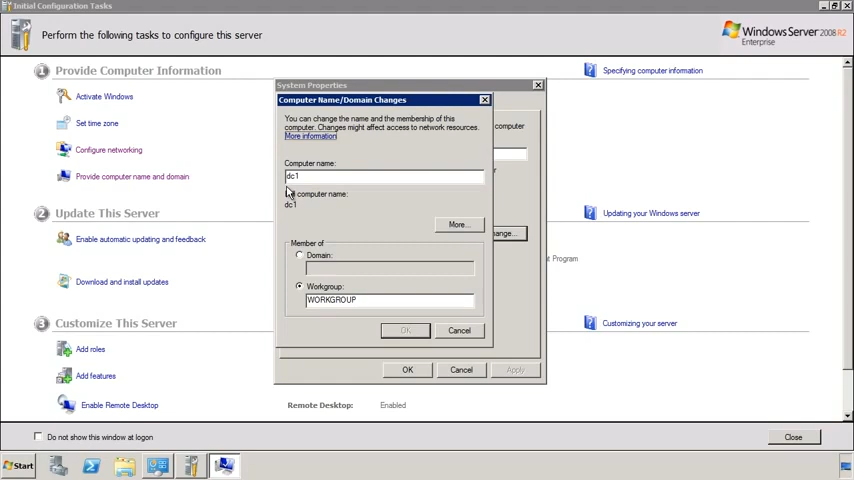 Initial Configuration Tasks
Perform the following tasks to configure this server
Windows Server 2008 R2
Enterprise
1 Provide Computer Information
Specifying computer information
Activate Windows
Set time zone
Configure networking
Provide computer name and domain
2 Update This Server
Updating your Windows server
Enable automatic updating and feedback
Download and install updates
3 Customize This Server
Customizing your server
Add roles
Add features
Enable Remote Desktop
Remote Desktop: Enabled
System Properties
computer
Computer Name/Domain Changes
You can change the name and the membership of this
computer. Changes might affect access to network resources.
More information
Computer name:
dc1
computer name:
dc1
More...
Member of
Domain:
Workgroup:
WORKGROUP
OK Cancel
ange...
nt Program
OK Cancel Apply
Do not show this window at logon
Close
Start